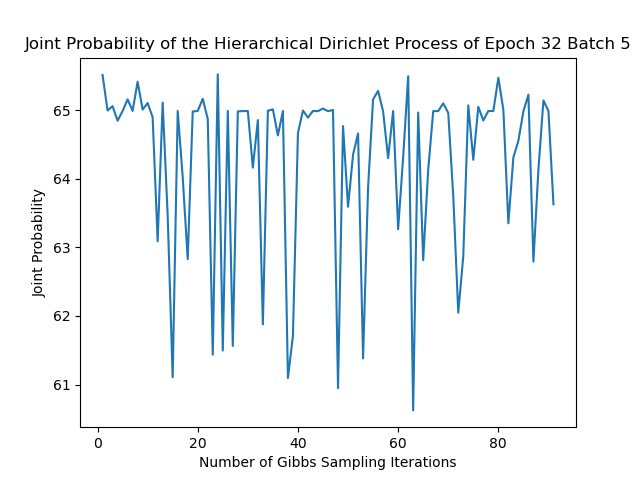 Joint Probability of the Hierarchical Dirichlet Process of Epoch 32 Batch 5
65
64
63
62
61
Joint Probability
0 20 40 60 80
Number of Gibbs Sampling Iterations